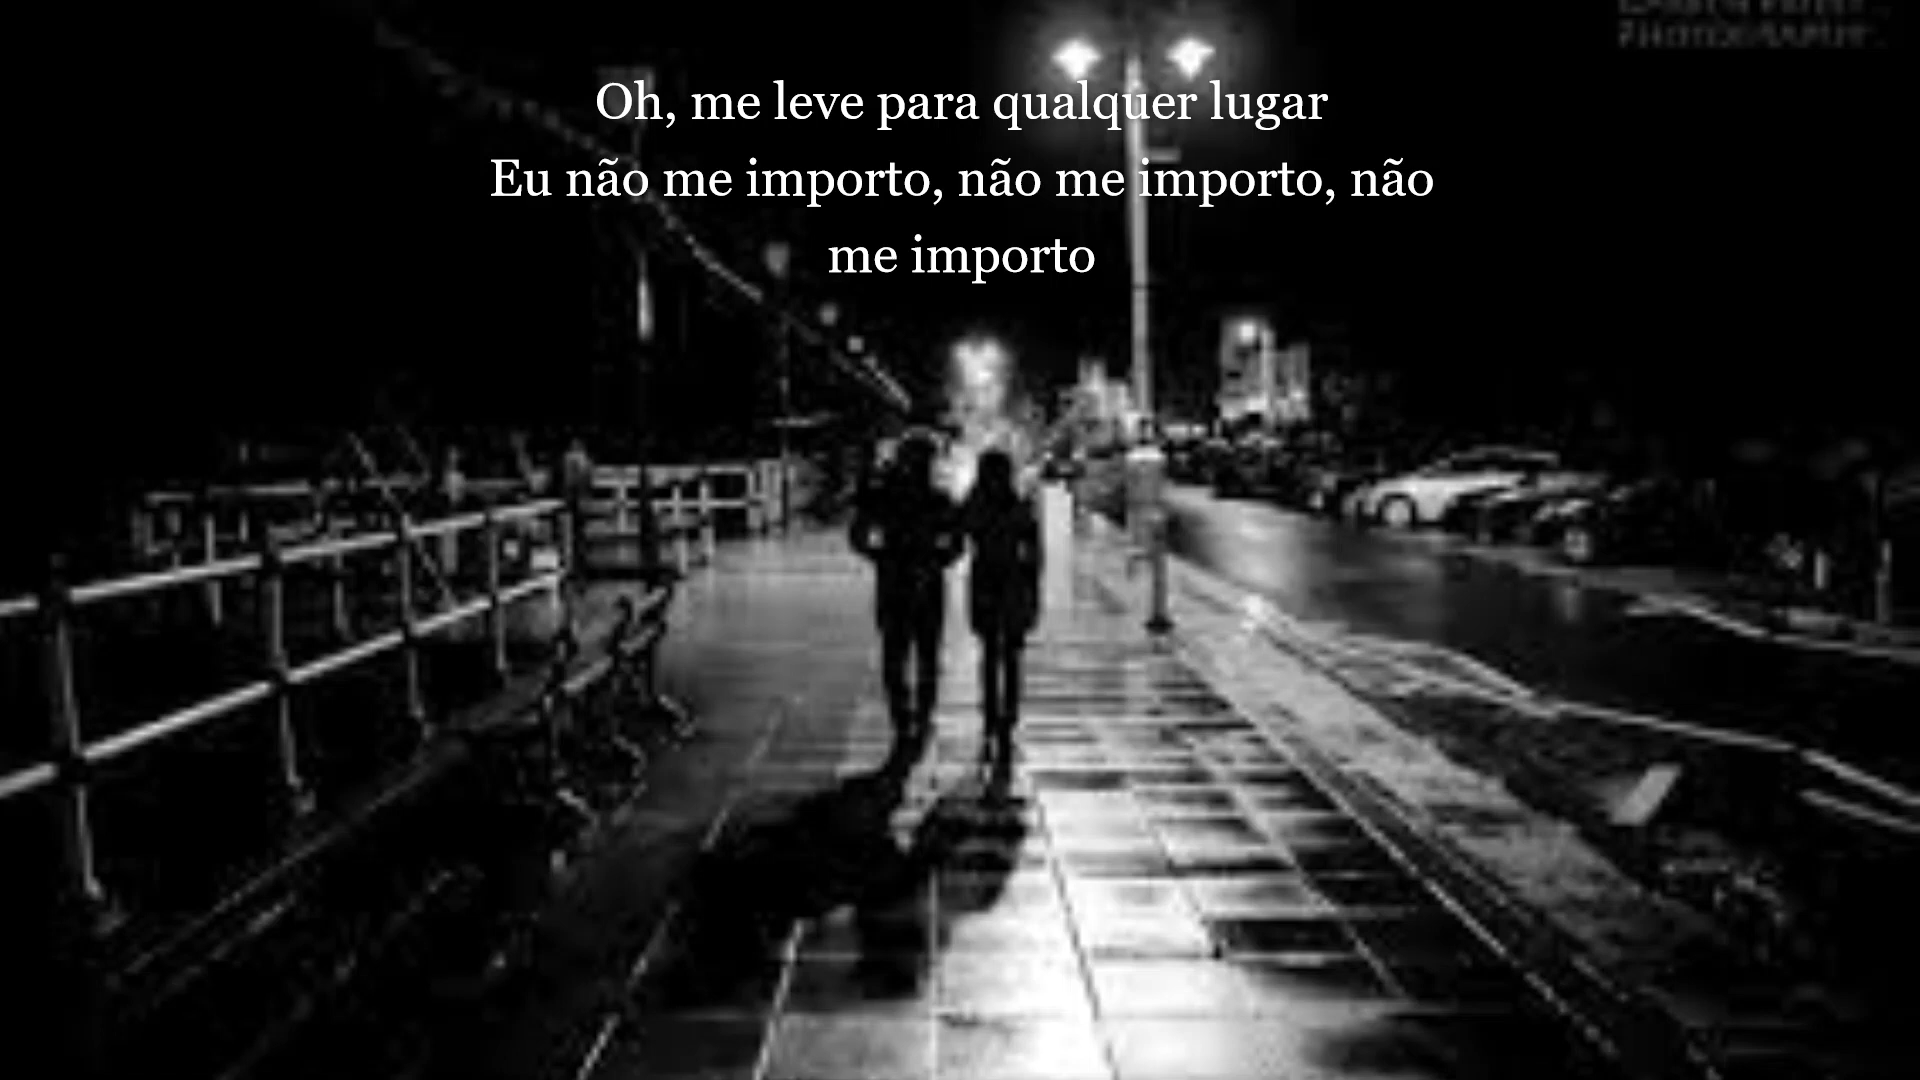 Oh, me leve para qualquer lugar
Eu não me importo, não me importo, não
me importo